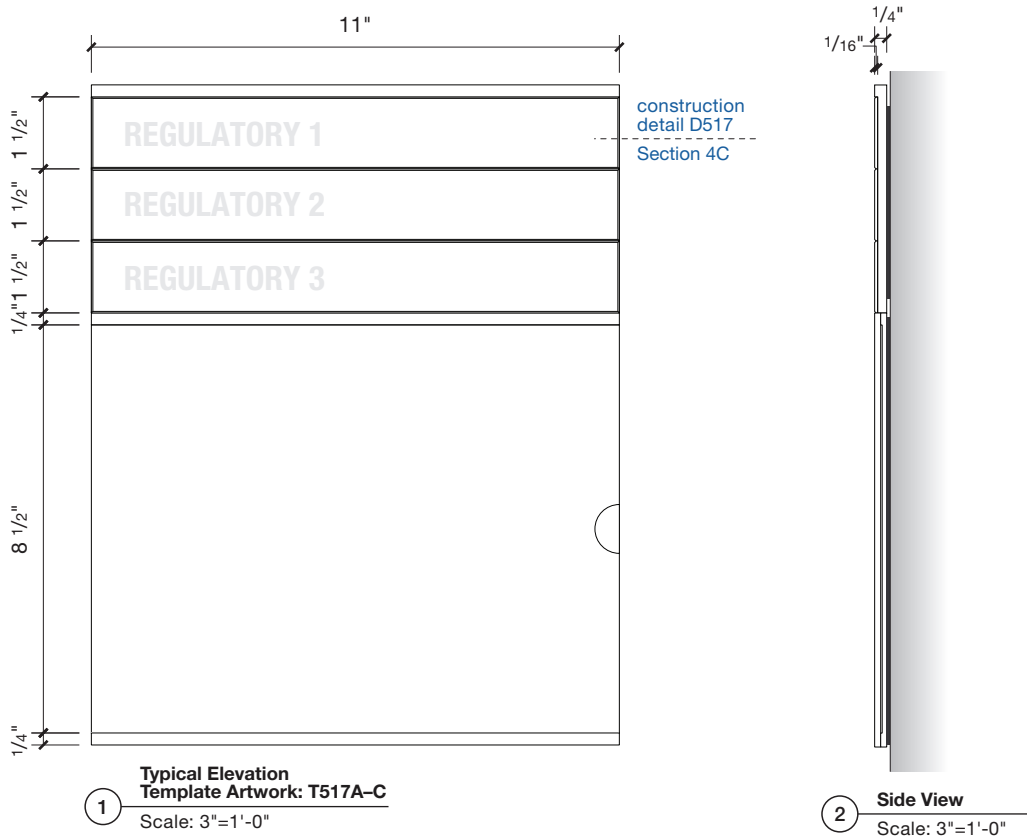 11"
1/4"
1/16"
1 1/2"
REGULATORY 1
construction
detail D517
Section 4C
1 1/2"
REGULATORY 2
1 1/2"
REGULATORY 3
1/4"
8 1/2"
1/4"
1
Typical Elevation
Template Artwork: T517A–C
Scale: 3"=1'-0"
2
Side View
Scale: 3"=1'-0"